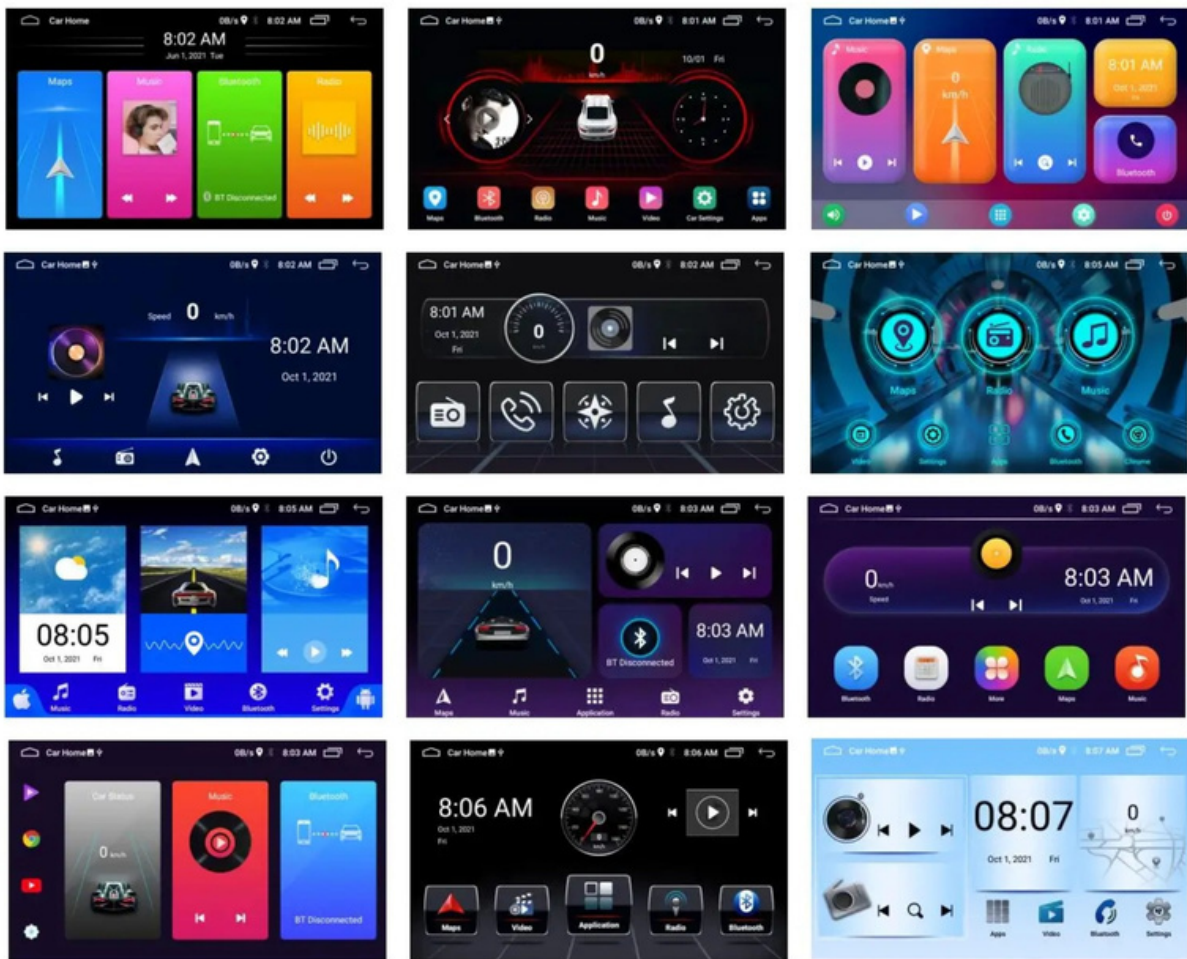 Car Home 0B/s 8:02 AM
8:02 AM
Jun 1, 2021 Tue
Maps Music Bluetooth Radio
BT Disconnected
Car Home 0B/s 8:01 AM
0
km/h
10/01 Fri
Maps Bluetooth Radio Music Video Car Settings Apps
Car Home 0B/s 8:01 AM
Music Maps Radio
8:01 AM
Oct 1, 2021
0
km/h
Bluetooth
Car Home 0B/s 8:02 AM
Speed 0 km/h
8:02 AM
Oct 1, 2021
Car Home 0B/s 8:02 AM
8:01 AM
Oct 1, 2021
Fri
0
Car Home 0B/s 8:05 AM
Maps Radio Music
Video Settings Apps Bluetooth Chrome
Car Home 0B/s 8:05 AM
08:05
Oct 1, 2021 Fri
Music Radio Video Bluetooth Settings
Car Home 0B/s 8:03 AM
0
km/h
BT Disconnected
8:03 AM
Oct 1, 2021 Fri
Maps Music Application Radio Settings
Car Home 0B/s 8:03 AM
0 km/h
Speed
8:03 AM
Oct 1, 2021 Fri
Bluetooth Radio More Maps Music
Car Home 0B/s 8:03 AM
Car Status Music Bluetooth
0 km/h
BT Disconnected
Car Home 0B/s 8:06 AM
8:06 AM
Oct 1, 2021
Fri
km/h
Maps Video Application Radio Bluetooth
Car Home 0B/s 8:07 AM
08:07
Oct 1, 2021 Fri
0
km/h
Apps Video Bluetooth Settings